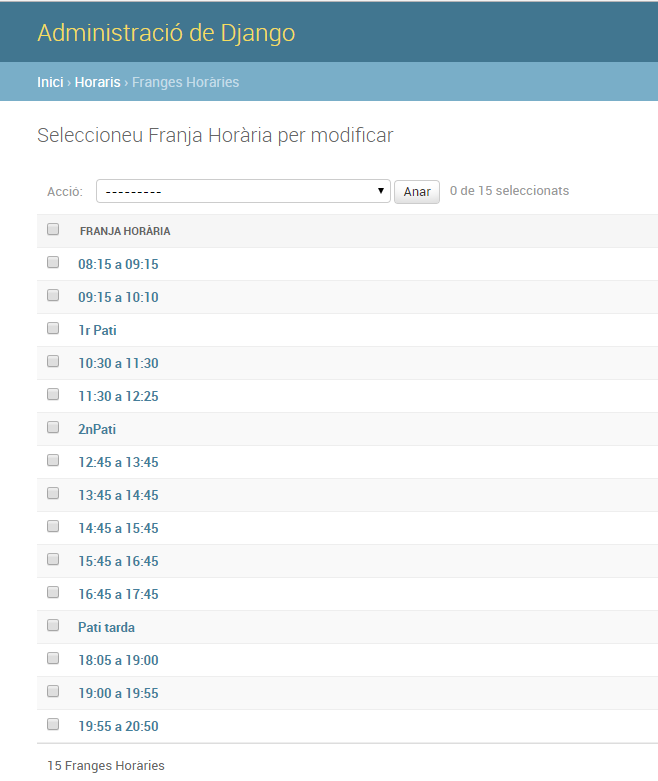 Administració de Django
Inici › Horaris › Franges Horàries
Seleccioneu Franja Horària per modificar
Acció: --------- Anar 0 de 15 seleccionats
FRANJA HORÀRIA
08:15 a 09:15
09:15 a 10:10
1r Pati
10:30 a 11:30
11:30 a 12:25
2nPati
12:45 a 13:45
13:45 a 14:45
14:45 a 15:45
15:45 a 16:45
16:45 a 17:45
Pati tarda
18:05 a 19:00
19:00 a 19:55
19:55 a 20:50
15 Franges Horàries